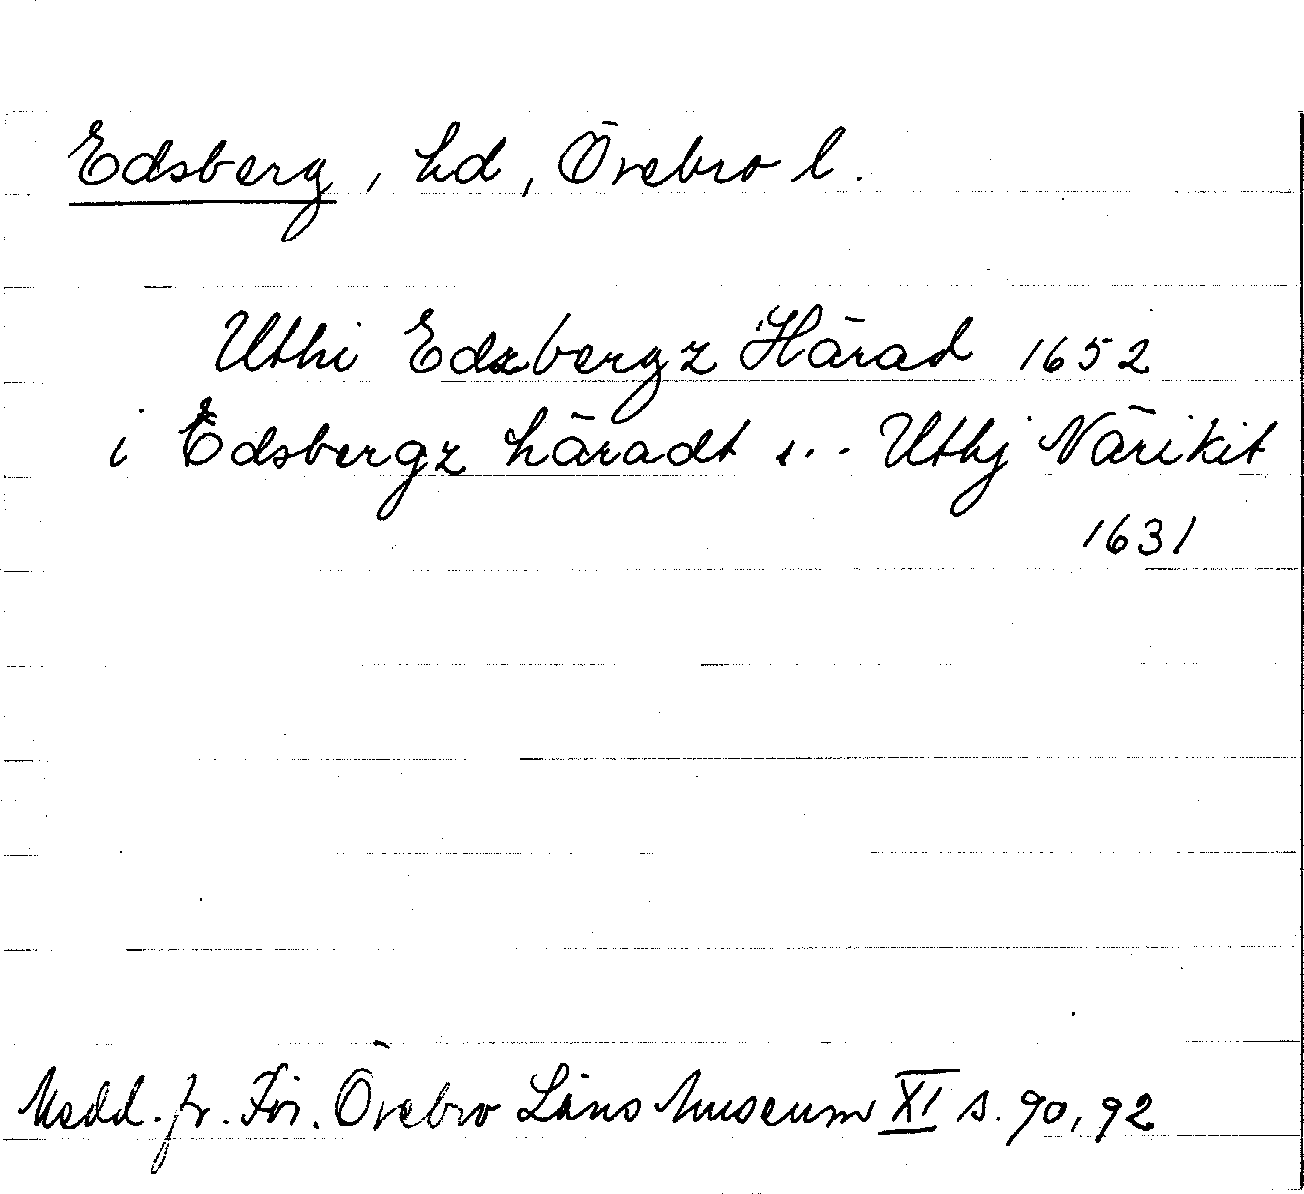 Edsberg, hd, Örebro l.
Uthi Edzbergz Härad 1652
i Edsbergz häradt ... Uthj Närikit
1631
Medd. fr. För. Örebro Läns Museum XI s. 90, 92